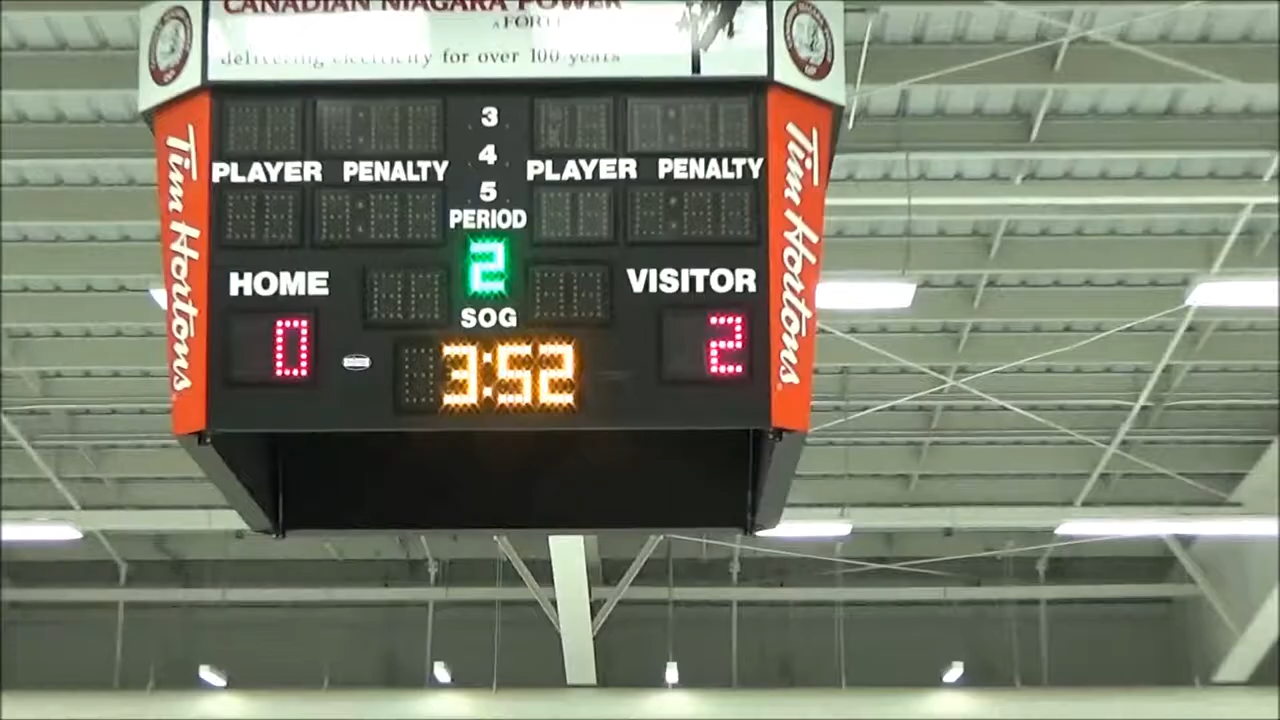 CANADIAN NIAGARA POWER
A FORTIS
delivering electricity for over 100 years
Tim Hortons
3
4
PLAYER PENALTY PLAYER PENALTY
5
PERIOD
2
HOME VISITOR
SOG
0 2
3:52
Tim Hortons